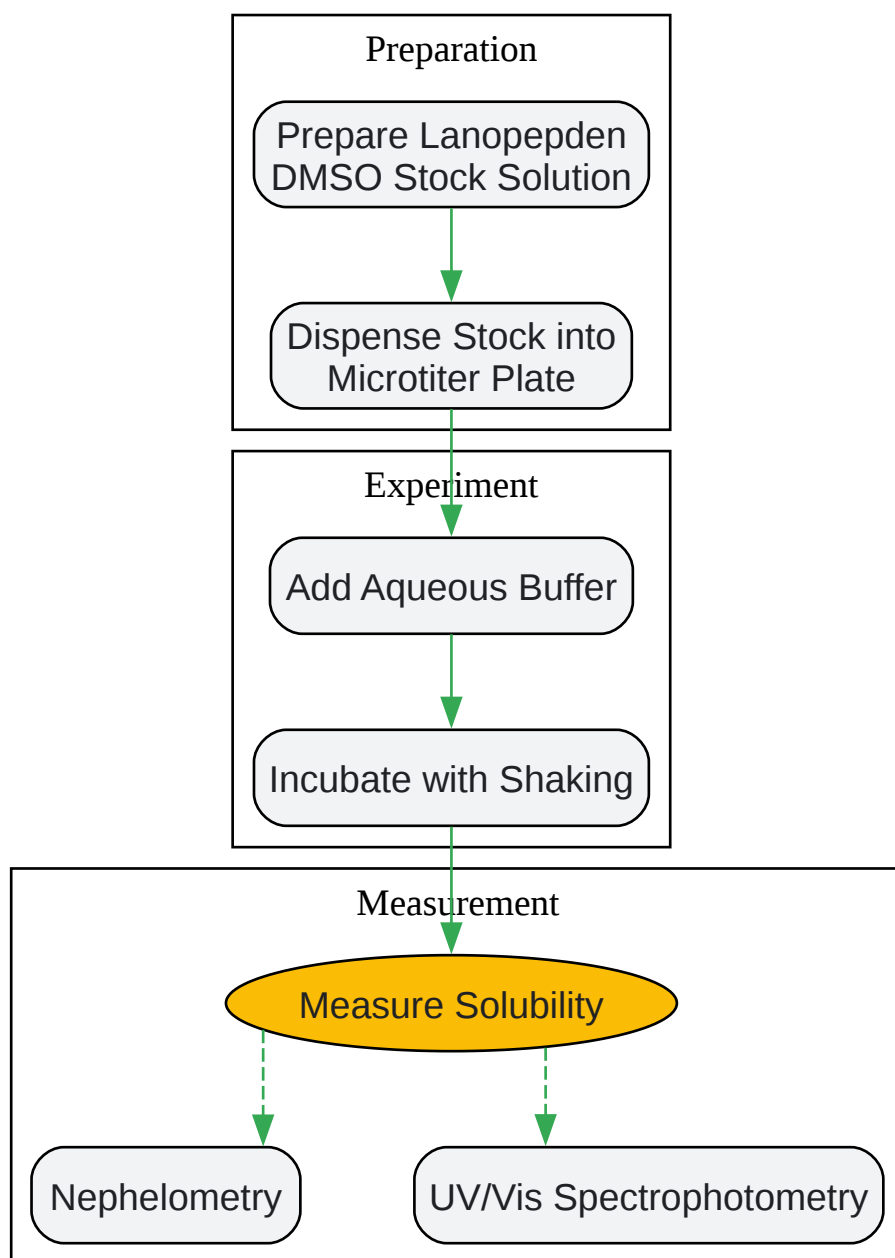 Preparation
Prepare Lanopepden
DMSO Stock Solution
Dispense Stock into
Microtiter Plate
Experiment
Add Aqueous Buffer
Incubate with Shaking
Measurement
Measure Solubility
Nephelometry
UV/Vis Spectrophotometry